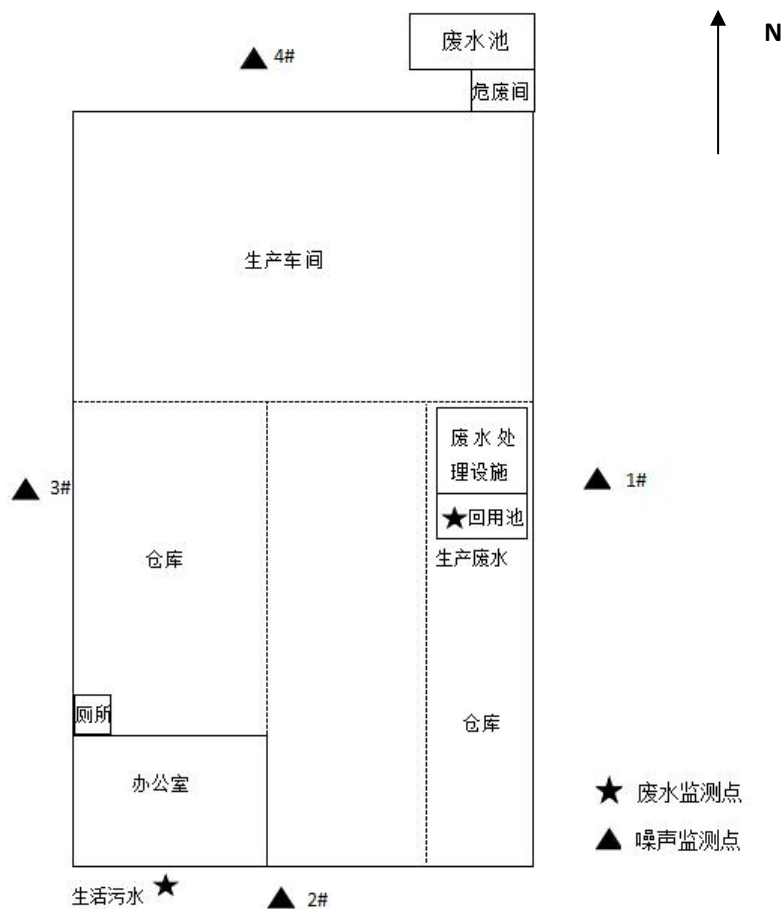 废水池
N
4#
危废间
生产车间
废水处
理设施
3#
1#
回用池
仓库
生产废水
厕所
仓库
办公室
废水监测点
噪声监测点
生活污水
2#